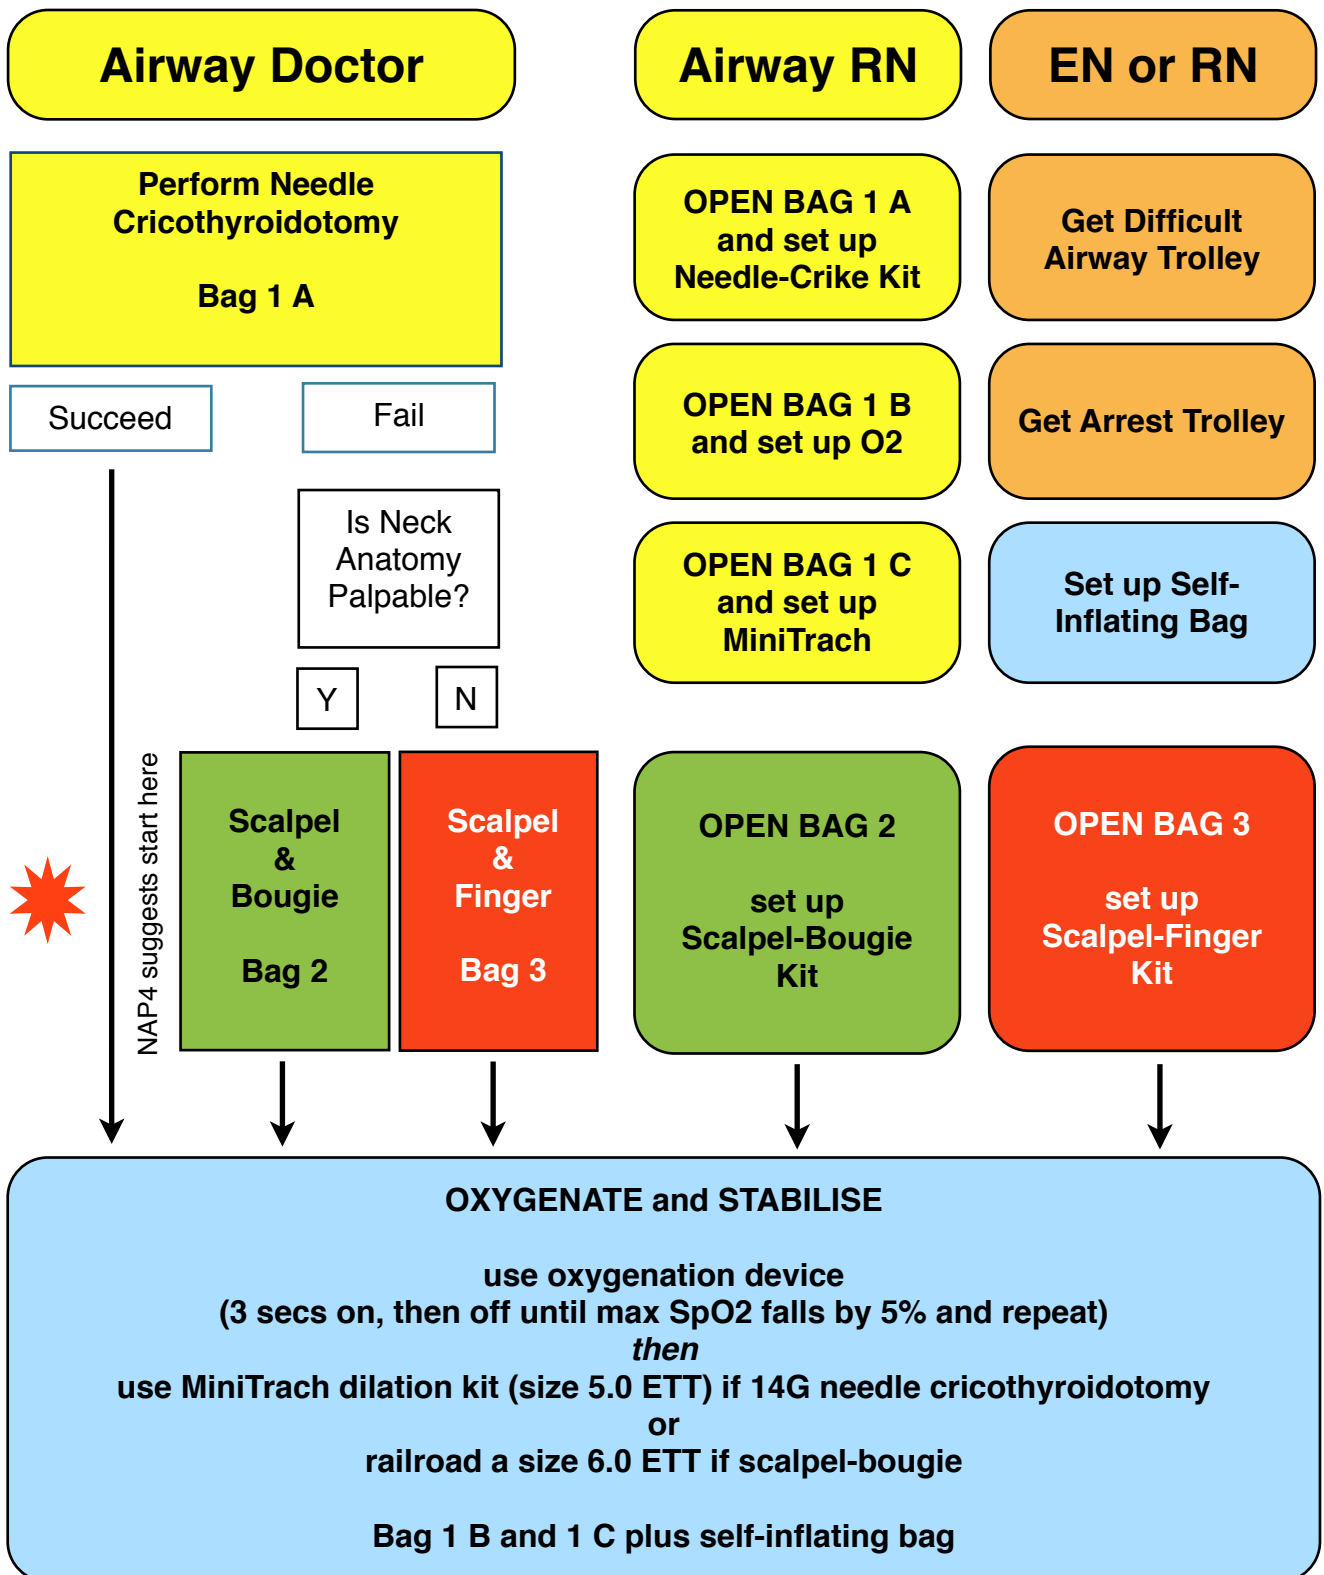 Airway Doctor
Airway RN
EN or RN
Perform Needle
Cricothyroidotomy
Bag 1 A
OPEN BAG 1 A
and set up
Needle-Crike Kit
Get Difficult
Airway Trolley
Succeed
Fail
OPEN BAG 1 B
and set up O2
Get Arrest Trolley
Is Neck
Anatomy
Palpable?
OPEN BAG 1 C
and set up
MiniTrach
Set up Self-
Inflating Bag
Y
N
NAP4 suggests start here
Scalpel
&
Bougie
Bag 2
Scalpel
&
Finger
Bag 3
OPEN BAG 2
set up
Scalpel-Bougie
Kit
OPEN BAG 3
set up
Scalpel-Finger
Kit
OXYGENATE and STABILISE
use oxygenation device
(3 secs on, then off until max SpO2 falls by 5% and repeat)
then
use MiniTrach dilation kit (size 5.0 ETT) if 14G needle cricothyroidotomy
or
railroad a size 6.0 ETT if scalpel-bougie
Bag 1 B and 1 C plus self-inflating bag